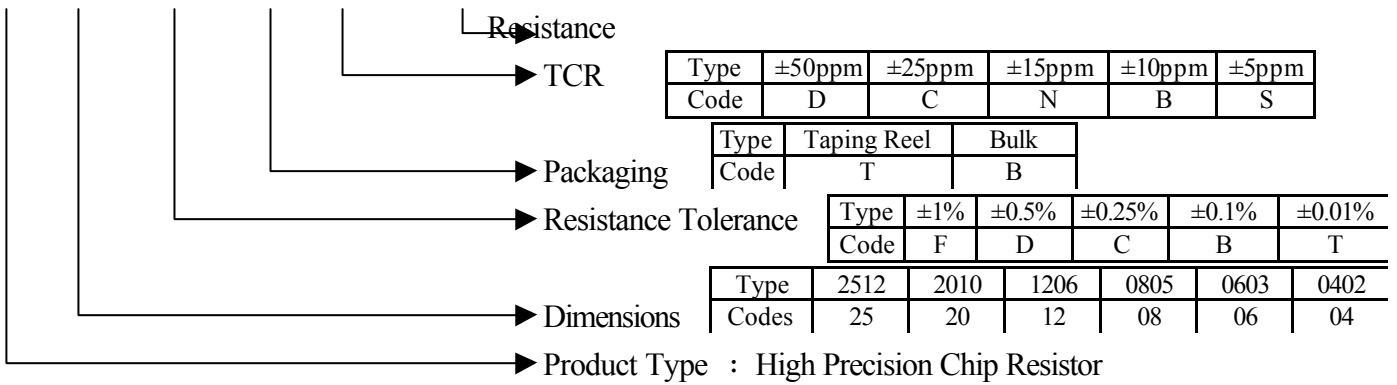 Resistance
TCR
Type ±50ppm ±25ppm ±15ppm ±10ppm ±5ppm
Code D C N B S
Packaging
Type Taping Reel Bulk
Code T B
Resistance Tolerance
Type ±1% ±0.5% ±0.25% ±0.1% ±0.01%
Code F D C B T
Dimensions
Type 2512 2010 1206 0805 0603 0402
Codes 25 20 12 08 06 04
Product Type : High Precision Chip Resistor